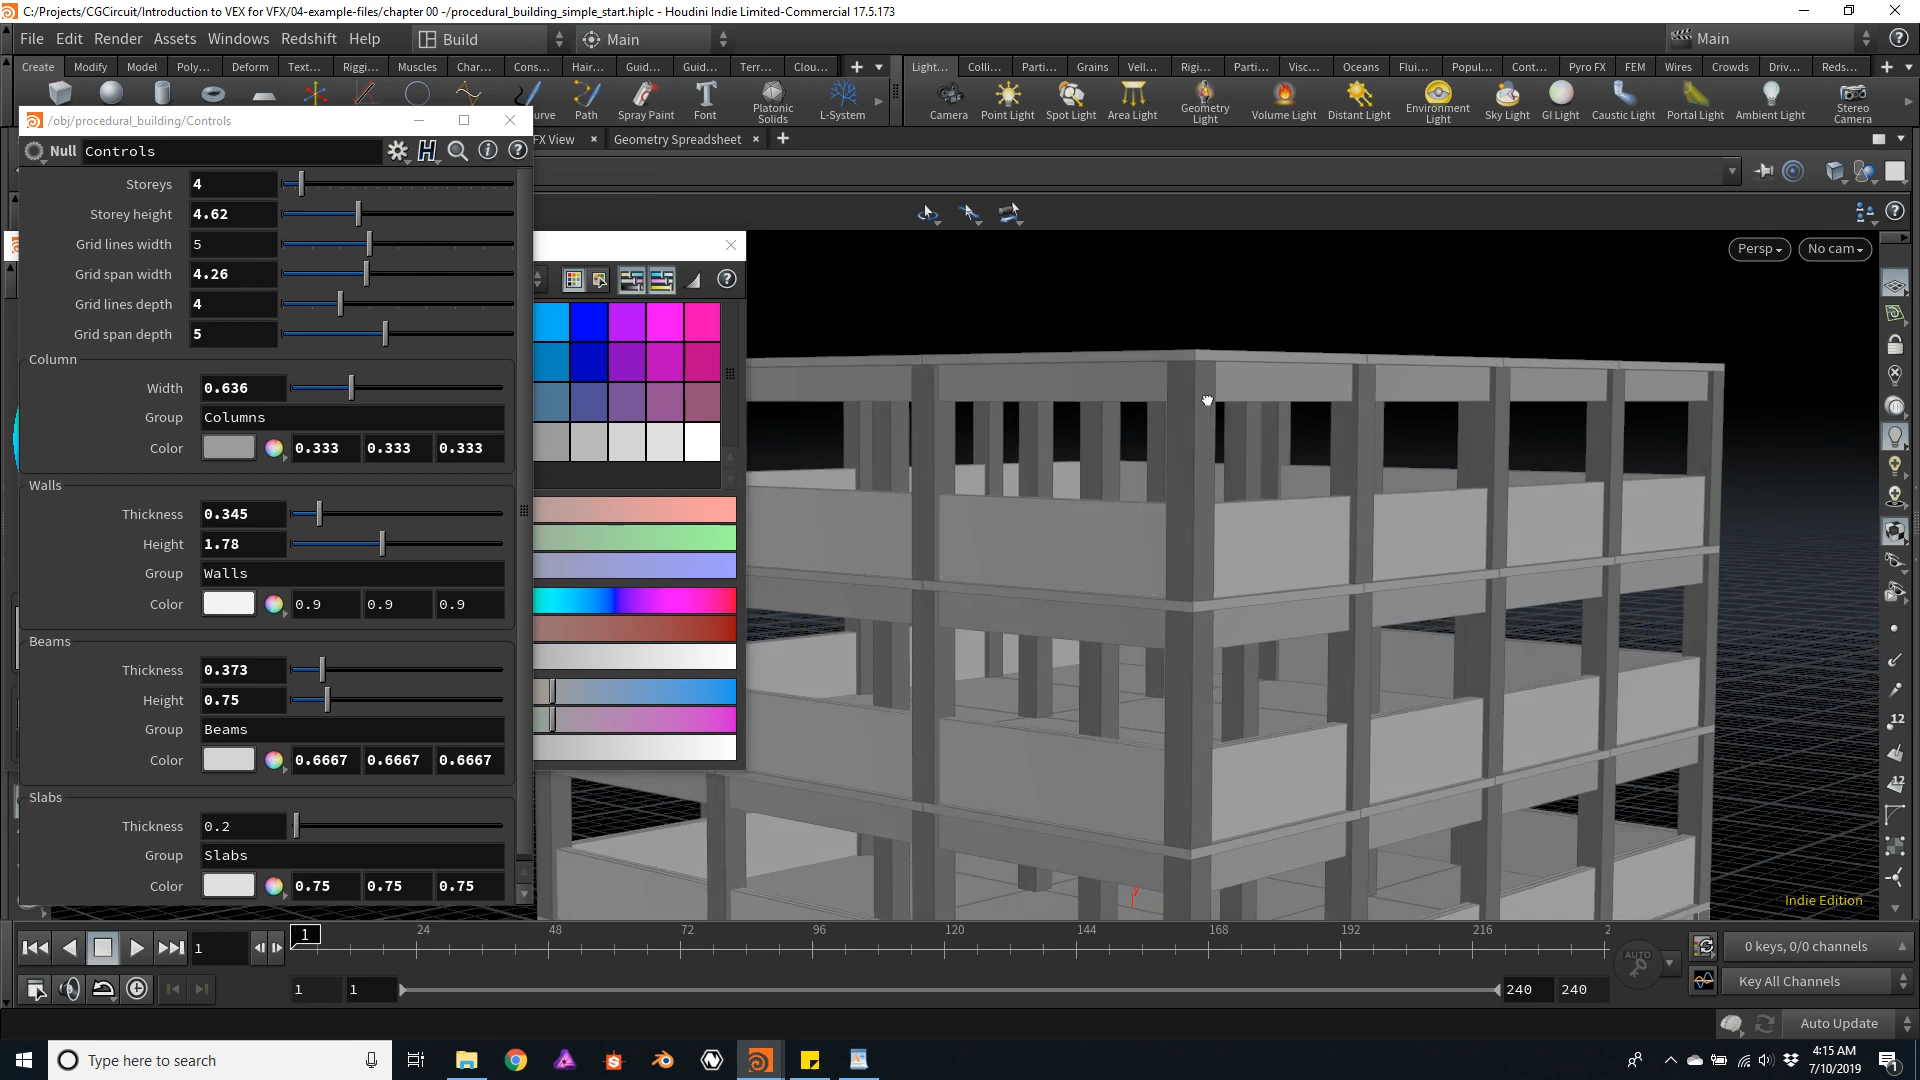 C:/Projects/CGCircuit/Introduction to VEX for VFX/04-example-files/chapter 00 -/procedural_building_simple_start.hiplc - Houdini Indie Limited-Commercial 17.5.173
File Edit Render Assets Windows Redshift Help Build Main Main
Create Modify Model Poly... Deform Text... Riggi... Muscles Char... Cons... Hair... Guid... Guid... Terr... Clou... Light... Colli... Parti... Grains Vell... Rigi... Parti... Visc... Oceans Flui... Popul... Cont... Pyro FX FEM Wires Crowds Driv... Reds...
Path Spray Paint Font Platonic Solids L-System Camera Point Light Spot Light Area Light Geometry Light Volume Light Distant Light Environment Light Sky Light GI Light Caustic Light Portal Light Ambient Light Stereo Camera
/obj/procedural_building/Controls
FX View Geometry Spreadsheet
Null Controls
Storeys 4
Storey height 4.62
Grid lines width 5
Persp No cam
Grid span width 4.26
Grid lines depth 4
Grid span depth 5
Column
Width 0.636
Group Columns
Color 0.333 0.333 0.333
Walls
Thickness 0.345
Height 1.78
Group Walls
Color 0.9 0.9 0.9
Beams
Thickness 0.373
Height 0.75
Group Beams
Color 0.6667 0.6667 0.6667
Slabs
Thickness 0.2
Group Slabs
Color 0.75 0.75 0.75
12
12
y
Indie Edition
1 1 24 48 72 96 120 144 168 192 216 2
AUTO
0 keys, 0/0 channels
1 1 240 240
Key All Channels
Auto Update
Type here to search
4:15 AM
7/10/2019
1